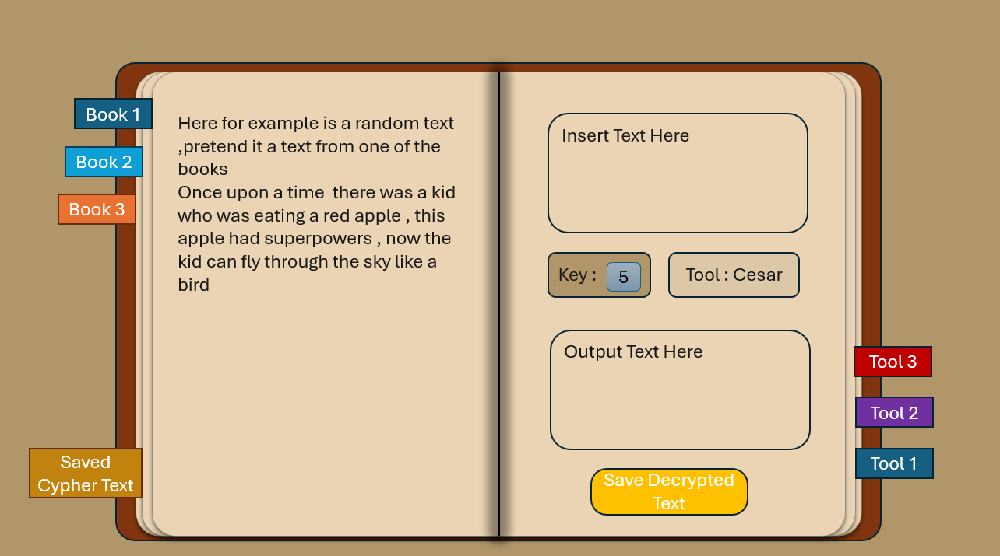 Book 1
Book 2
Book 3
Saved
Cypher Text
Here for example is a random text
,pretend it a text from one of the
books
Once upon a time  there was a kid
who was eating a red apple , this
apple had superpowers , now the
kid can fly through the sky like a
bird
Insert Text Here
Key : 5
Tool : Cesar
Output Text Here
Save Decrypted
Text
Tool 3
Tool 2
Tool 1